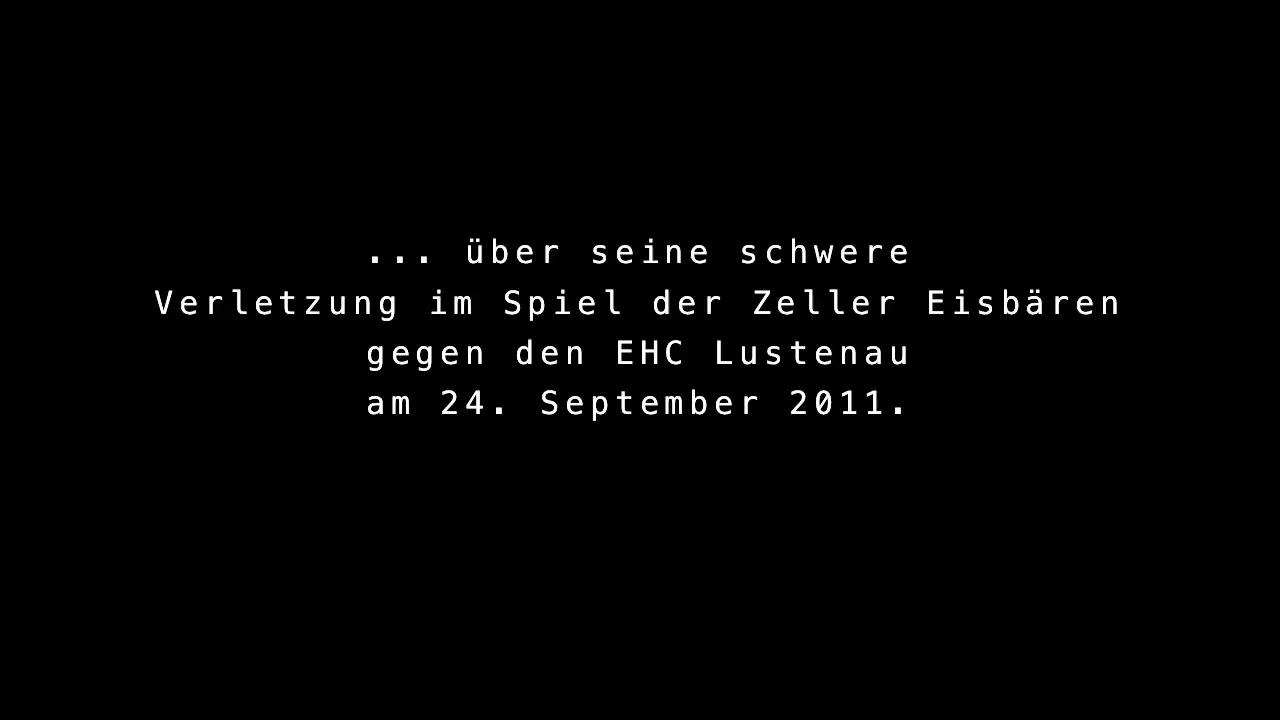 ... über seine schwere
Verletzung im Spiel der Zeller Eisbären
gegen den EHC Lustenau
am 24. September 2011.